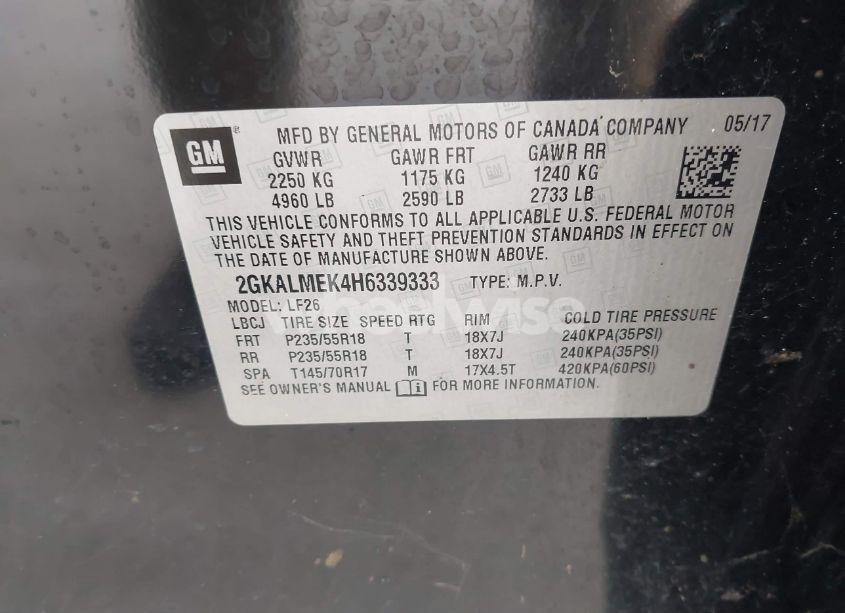 GM
MFD BY GENERAL MOTORS OF CANADA COMPANY 05/17
GVWR GAWR FRT GAWR RR
2250 KG 1175 KG 1240 KG
4960 LB 2590 LB 2733 LB
THIS VEHICLE CONFORMS TO ALL APPLICABLE U.S. FEDERAL MOTOR
VEHICLE SAFETY AND THEFT PREVENTION STANDARDS IN EFFECT ON
THE DATE OF MANUFACTURE SHOWN ABOVE.
2GKALMEK4H6339333 TYPE: M.P.V.
MODEL: LF26
LBCJ TIRE SIZE SPEED RTG RIM COLD TIRE PRESSURE
FRT P235/55R18 T 18X7J 240KPA(35PSI)
RR P235/55R18 T 18X7J 240KPA(35PSI)
SPA T145/70R17 M 17X4.5T 420KPA(60PSI)
SEE OWNER'S MANUAL FOR MORE INFORMATION.